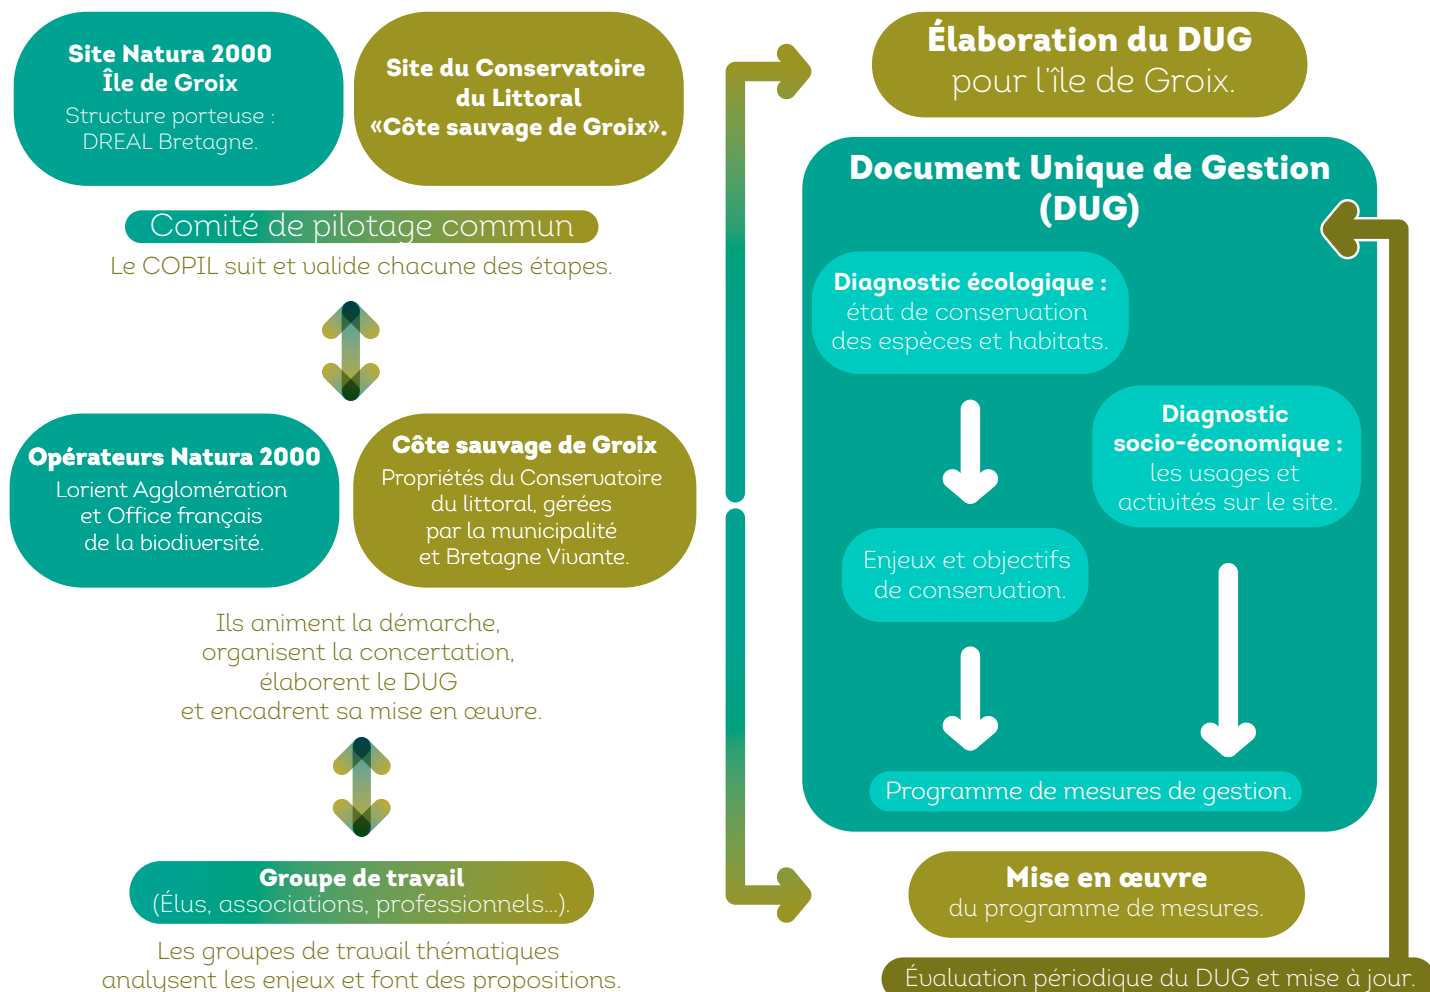 Site Natura 2000
Île de Groix
Structure porteuse :
DREAL Bretagne.
Site du Conservatoire
du Littoral
«Côte sauvage de Groix».
Comité de pilotage commun
Le COPIL suit et valide chacune des étapes.
Opérateurs Natura 2000
Lorient Agglomération
et Office français
de la biodiversité.
Côte sauvage de Groix
Propriétés du Conservatoire
du littoral, gérées
par la municipalité
et Bretagne Vivante.
Ils animent la démarche,
organisent la concertation,
élaborent le DUG
et encadrent sa mise en œuvre.
Groupe de travail
(Élus, associations, professionnels...).
Les groupes de travail thématiques
analysent les enjeux et font des propositions.
Élaboration du DUG
pour l'île de Groix.
Document Unique de Gestion
(DUG)
Diagnostic écologique :
état de conservation
des espèces et habitats.
Diagnostic
socio-économique :
les usages et
activités sur le site.
Enjeux et objectifs
de conservation.
Programme de mesures de gestion.
Mise en œuvre
du programme de mesures.
Évaluation périodique du DUG et mise à jour.